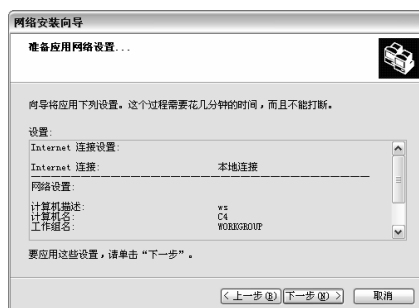 网络安装向导
准备应用网络设置...
向导将应用下列设置。这个过程需要花几分钟的时间，而且不能打断。
设置:
Internet 连接设置:
Internet 连接: 本地连接
网络设置:
计算机描述: ws
计算机名: C4
工作组名: WORKGROUP
要应用这些设置，请单击“下一步”。
< 上一步(B) 下一步(N) > 取消